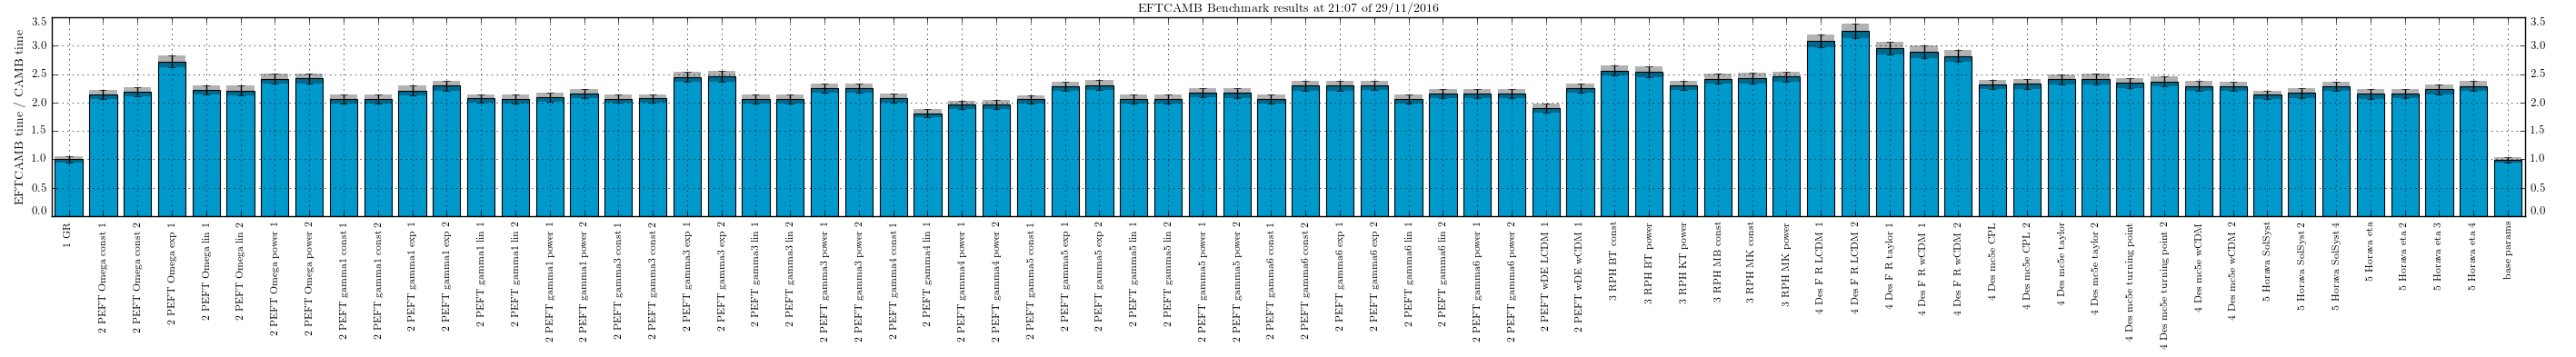 EFTCAMB Benchmark results at 21:07 of 29/11/2016
EFTCAMB time / CAMB time
3.5
3.0
2.5
2.0
1.5
1.0
0.5
0.0
3.5
3.0
2.5
2.0
1.5
1.0
0.5
0.0
1 GR
2 PEFT Omega const 1
2 PEFT Omega const 2
2 PEFT Omega exp 1
2 PEFT Omega lin 1
2 PEFT Omega lin 2
2 PEFT Omega power 1
2 PEFT Omega power 2
2 PEFT gamma1 const 1
2 PEFT gamma1 const 2
2 PEFT gamma1 exp 1
2 PEFT gamma1 exp 2
2 PEFT gamma1 lin 1
2 PEFT gamma1 lin 2
2 PEFT gamma1 power 1
2 PEFT gamma1 power 2
2 PEFT gamma3 const 1
2 PEFT gamma3 const 2
2 PEFT gamma3 exp 1
2 PEFT gamma3 exp 2
2 PEFT gamma3 lin 1
2 PEFT gamma3 lin 2
2 PEFT gamma3 power 1
2 PEFT gamma3 power 2
2 PEFT gamma4 const 1
2 PEFT gamma4 lin 1
2 PEFT gamma4 power 1
2 PEFT gamma4 power 2
2 PEFT gamma5 const 1
2 PEFT gamma5 exp 1
2 PEFT gamma5 exp 2
2 PEFT gamma5 lin 1
2 PEFT gamma5 lin 2
2 PEFT gamma5 power 1
2 PEFT gamma5 power 2
2 PEFT gamma6 const 1
2 PEFT gamma6 const 2
2 PEFT gamma6 exp 1
2 PEFT gamma6 exp 2
2 PEFT gamma6 lin 1
2 PEFT gamma6 lin 2
2 PEFT gamma6 power 1
2 PEFT gamma6 power 2
2 PEFT wDE LCDM 1
2 PEFT wDE wCDM 1
3 RPH BT const
3 RPH BT power
3 RPH KT power
3 RPH MB const
3 RPH MK const
3 RPH MK power
4 Des F R LCDM 1
4 Des F R LCDM 2
4 Des F R taylor 1
4 Des F R wCDM 1
4 Des F R wCDM 2
4 Des mc5e CPL
4 Des mc5e CPL 2
4 Des mc5e taylor
4 Des mc5e taylor 2
4 Des mc5e turning point
4 Des mc5e turning point 2
4 Des mc5e wCDM
4 Des mc5e wCDM 2
5 Horava SolSyst
5 Horava SolSyst 2
5 Horava SolSyst 4
5 Horava eta
5 Horava eta 2
5 Horava eta 3
5 Horava eta 4
base params